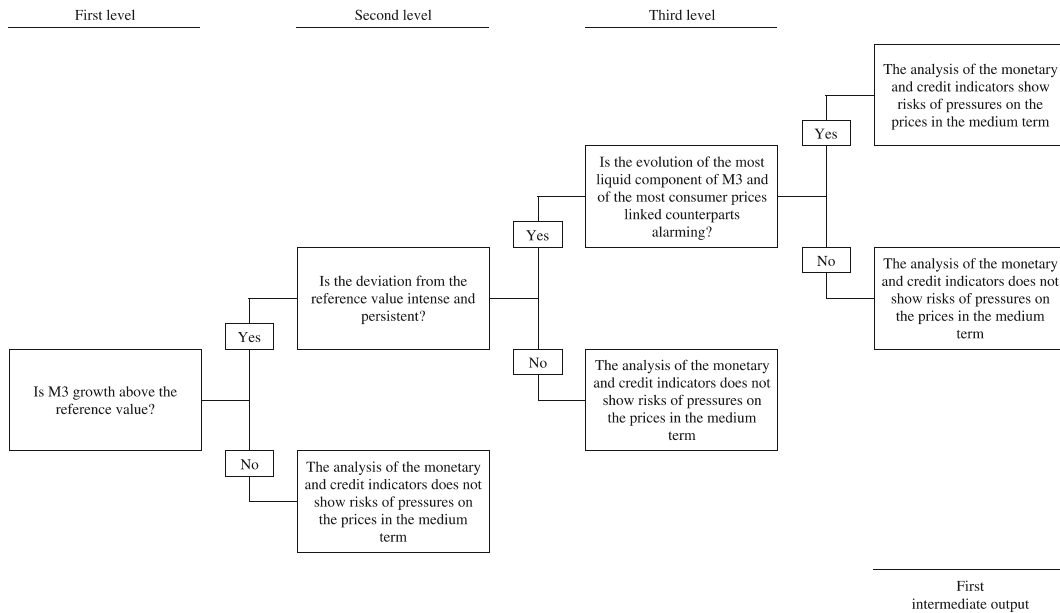 First level
Second level
Third level
The analysis of the monetary
and credit indicators show
risks of pressures on the
prices in the medium term
Yes
Is the evolution of the most
liquid component of M3 and
of the most consumer prices
linked counterparts
alarming?
Yes
No
Is the deviation from the
reference value intense and
persistent?
The analysis of the monetary
and credit indicators does not
show risks of pressures on
the prices in the medium
term
Yes
No
Is M3 growth above the
reference value?
The analysis of the monetary
and credit indicators does not
show risks of pressures on
the prices in the medium
term
No
The analysis of the monetary
and credit indicators does not
show risks of pressures on
the prices in the medium
term
First
intermediate output